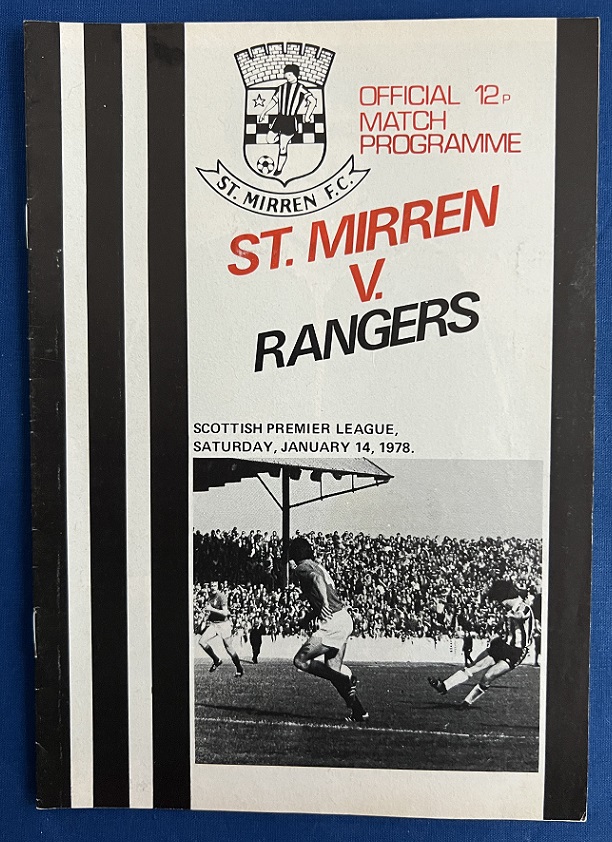 OFFICIAL 12P
MATCH
PROGRAMME
ST. MIRREN F.C.
ST. MIRREN
V.
RANGERS
SCOTTISH PREMIER LEAGUE,
SATURDAY, JANUARY 14, 1978.